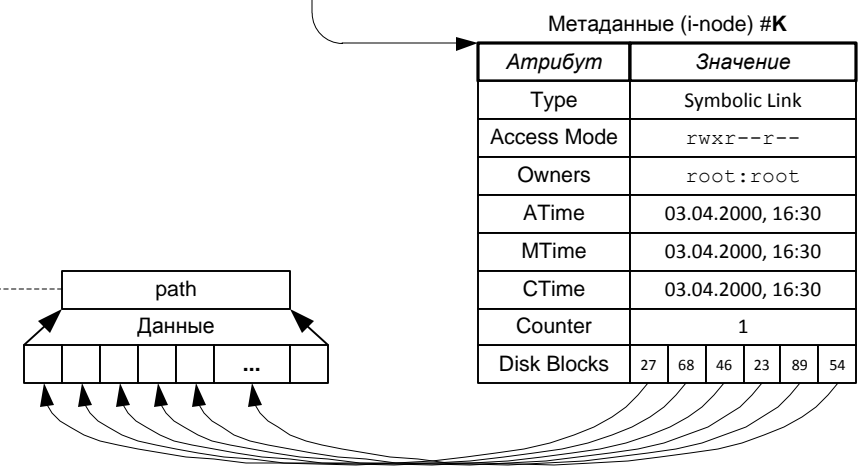 Метаданные (i-node) #K
Атрибут Значение
Type Symbolic Link
Access Mode rwxr--r--
Owners root:root
ATime 03.04.2000, 16:30
MTime 03.04.2000, 16:30
CTime 03.04.2000, 16:30
Counter 1
Disk Blocks 27 68 46 23 89 54
path
Данные
...